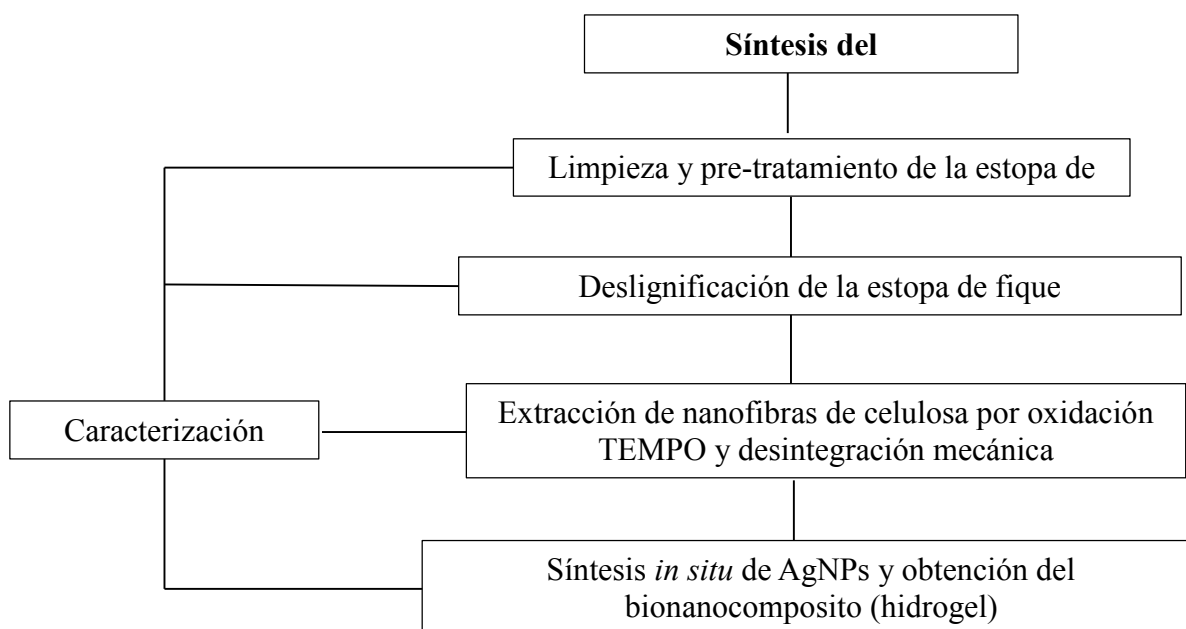 Síntesis del
Limpieza y pre-tratamiento de la estopa de
Deslignificación de la estopa de fique
Caracterización
Extracción de nanofibras de celulosa por oxidación
TEMPO y desintegración mecánica
Síntesis in situ de AgNPs y obtención del
bionanocomposito (hidrogel)